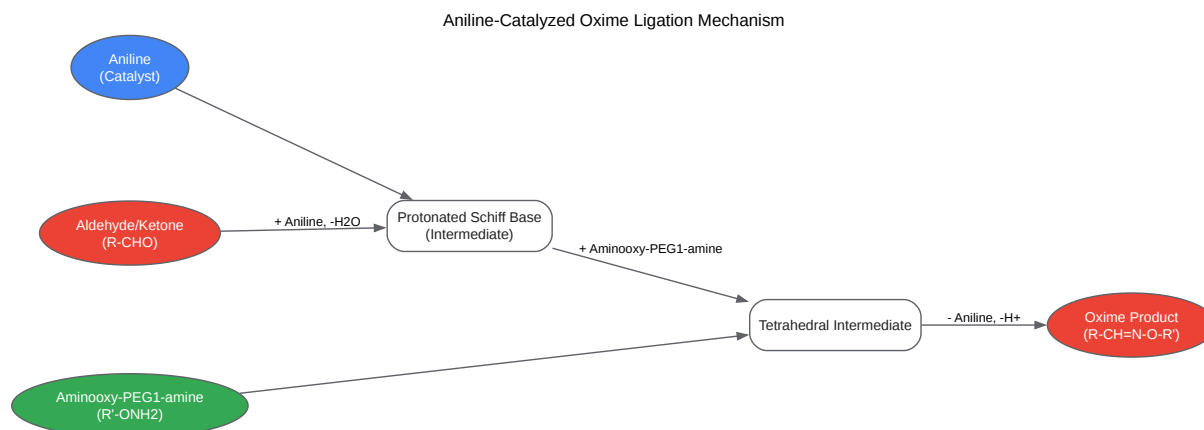 Aniline-Catalyzed Oxime Ligation Mechanism
Aniline
(Catalyst)
Aldehyde/Ketone
(R-CHO)
+ Aniline, -H2O
Protonated Schiff Base
(Intermediate)
+ Aminooxy-PEG1-amine
Tetrahedral Intermediate
- Aniline, -H+
Oxime Product
(R-CH=N-O-R')
Aminooxy-PEG1-amine
(R'-ONH2)